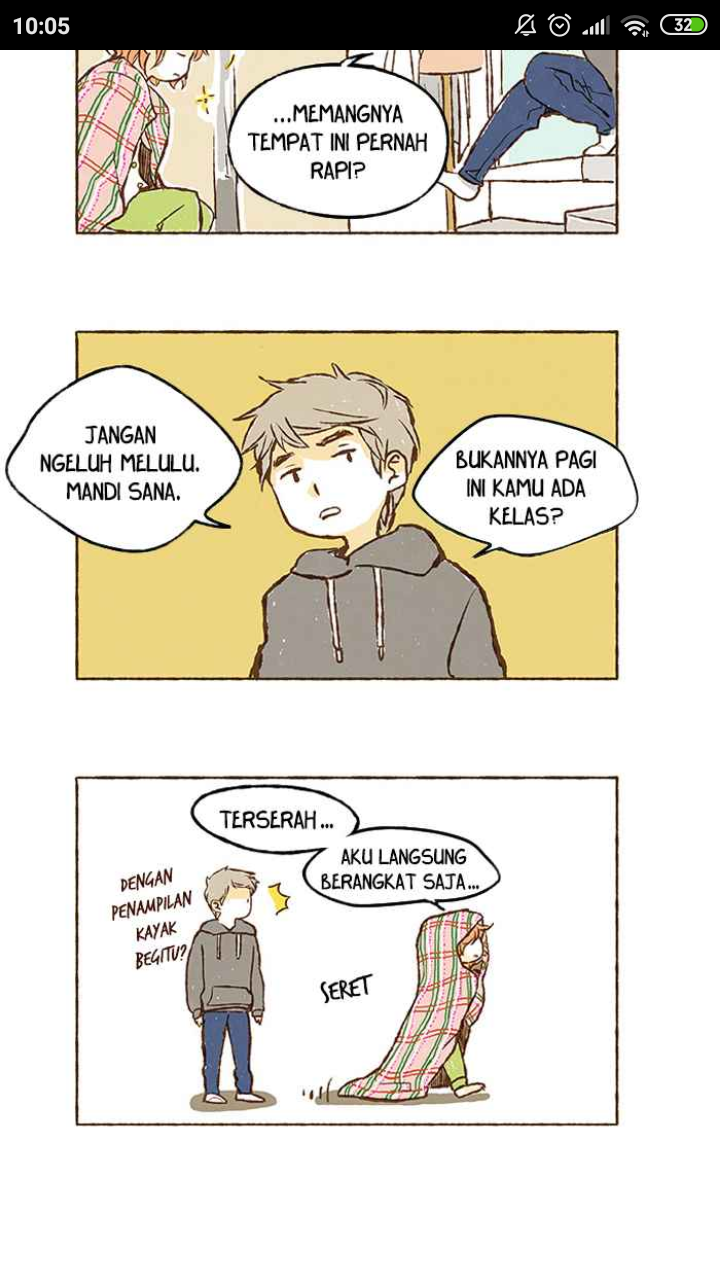 10:05
32
...MEMANGNYA
TEMPAT INI PERNAH
RAPI?
JANGAN
NGELUH MELULU.
MANDI SANA.
BUKANNYA PAGI
INI KAMU ADA
KELAS?
TERSERAH...
AKU LANGSUNG
BERANGKAT SAJA...
DENGAN
PENAMPILAN
KAYAK
BEGITU?
SERET